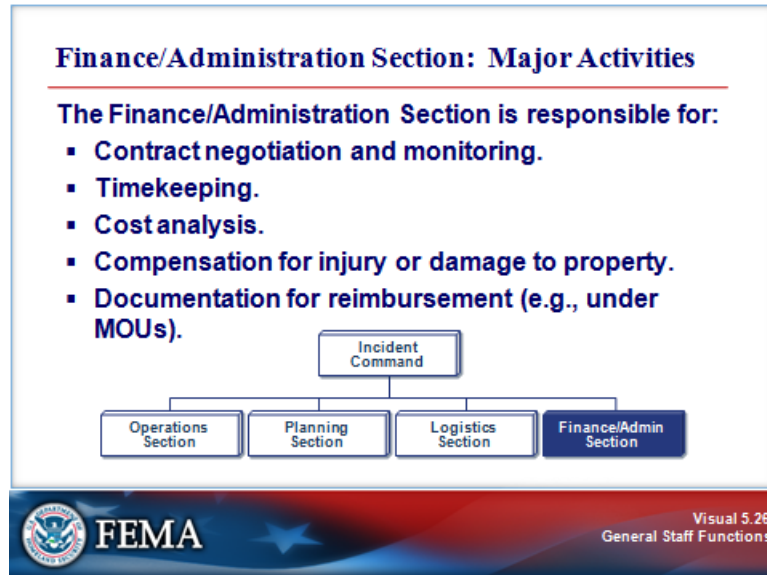 Finance/Administration Section: Major Activities
The Finance/Administration Section is responsible for:
▪ Contract negotiation and monitoring.
▪ Timekeeping.
▪ Cost analysis.
▪ Compensation for injury or damage to property.
▪ Documentation for reimbursement (e.g., under
MOUs).
Incident
Command
Operations
Section
Planning
Section
Logistics
Section
Finance/Admin
Section
FEMA
Visual 5.26
General Staff Functions